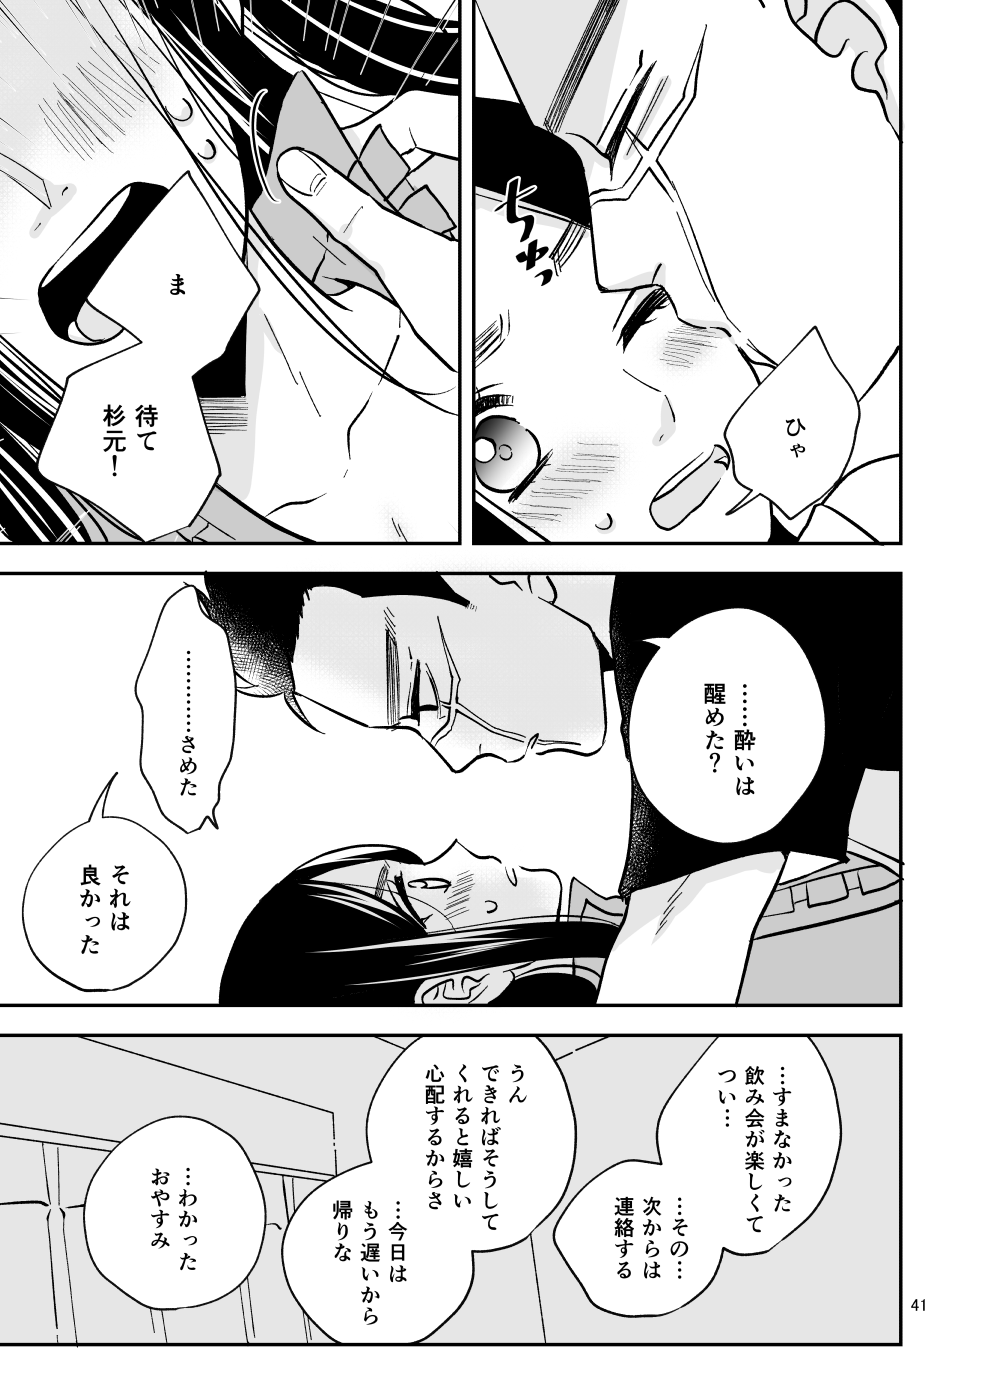 ちゅっ
ひゃ
ま
待て
杉元！
……酔いは
醒めた？
…………さめた
それは
良かった
…すまなかった
飲み会が楽しくて
つい…
…その…
次からは
連絡する
うん
できればそうして
くれると嬉しい
心配するからさ
…今日は
もう遅いから
帰りな
…わかった
おやすみ
41